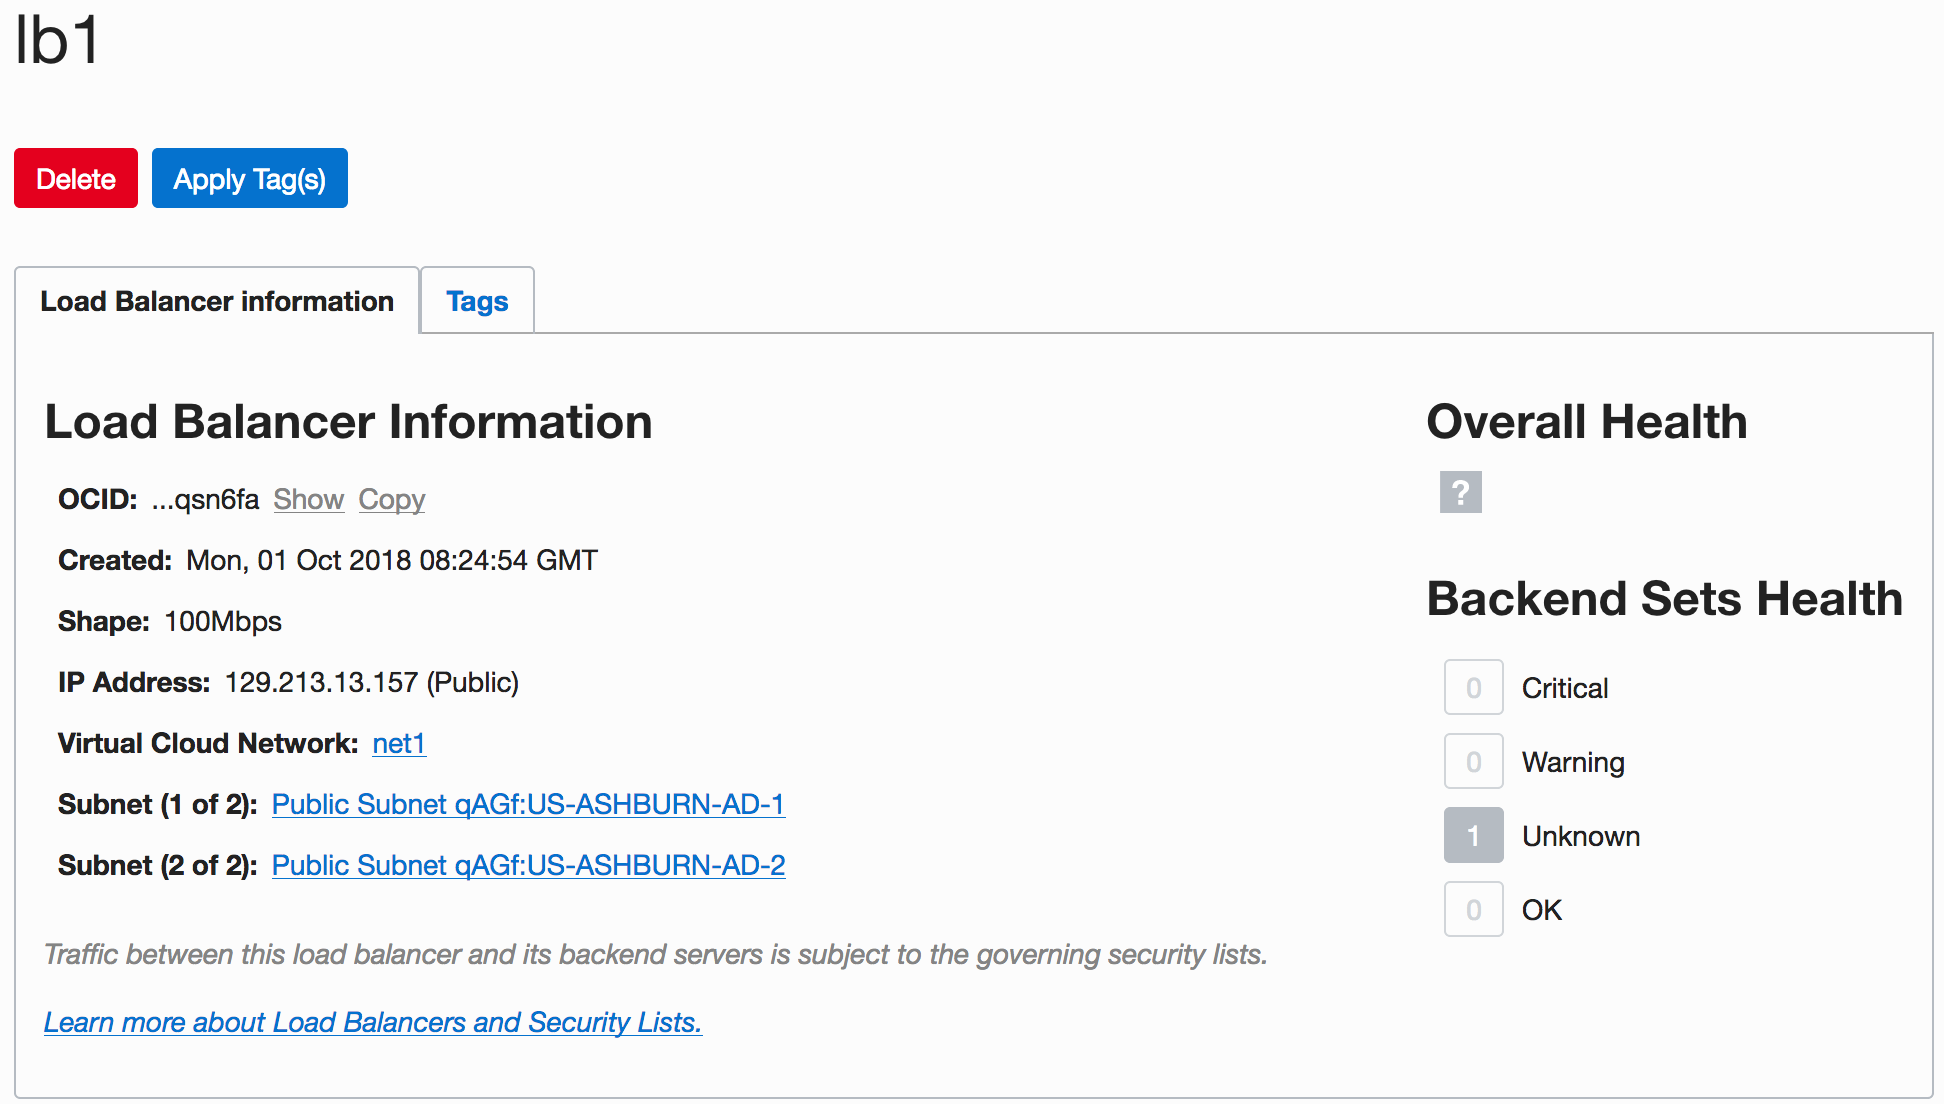 lb1
Delete Apply Tag(s)
Load Balancer information Tags
Load Balancer Information
OCID: ...qsn6fa Show Copy
Created: Mon, 01 Oct 2018 08:24:54 GMT
Shape: 100Mbps
IP Address: 129.213.13.157 (Public)
Virtual Cloud Network: net1
Subnet (1 of 2): Public Subnet qAGf:US-ASHBURN-AD-1
Subnet (2 of 2): Public Subnet qAGf:US-ASHBURN-AD-2
Traffic between this load balancer and its backend servers is subject to the governing security lists.
Learn more about Load Balancers and Security Lists.
Overall Health
?
Backend Sets Health
0 Critical
0 Warning
1 Unknown
0 OK